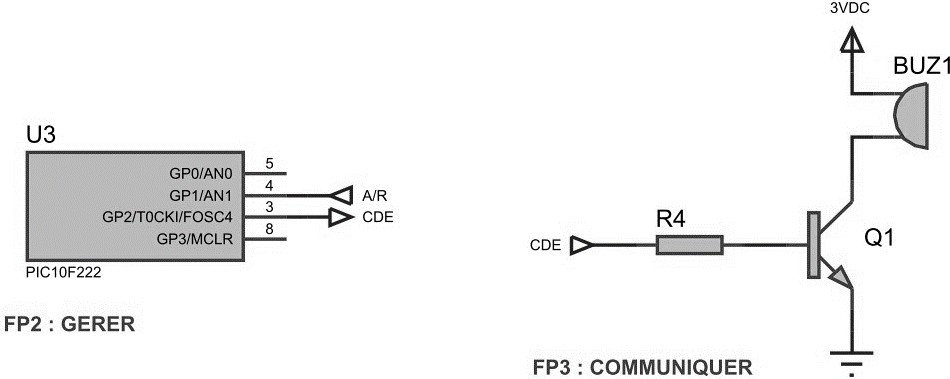 U3
GP0/AN0 5
GP1/AN1 4 A/R
GP2/T0CKI/FOSC4 3 CDE
GP3/MCLR 8
PIC10F222
FP2 : GERER
3VDC
BUZ1
R4
CDE
Q1
FP3 : COMMUNIQUER